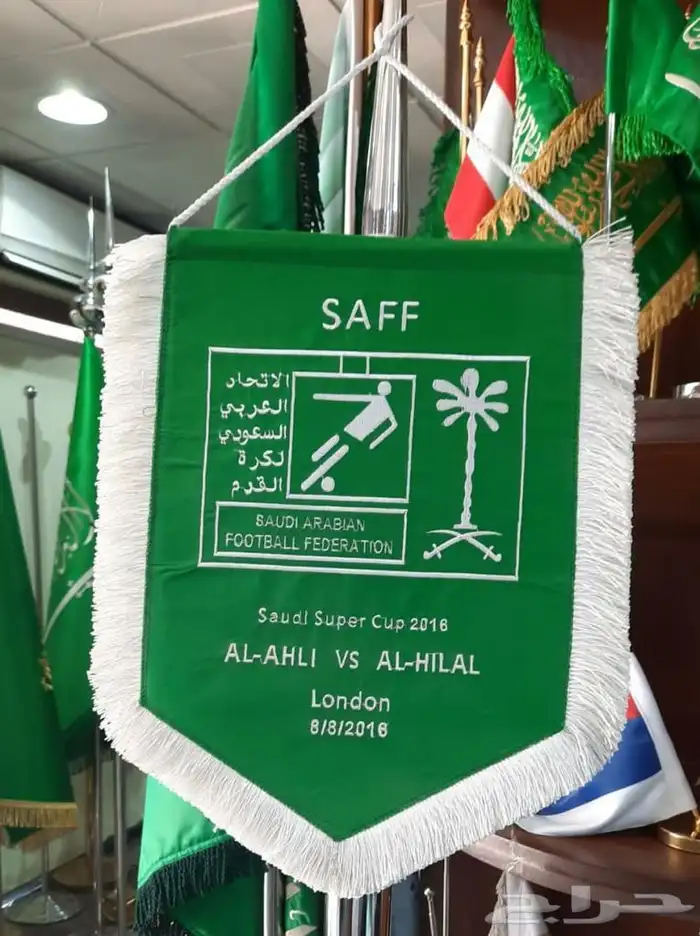 SAFF
الاتحاد
العربي
السعودي
لكرة
القدم
SAUDI ARABIAN
FOOTBALL FEDERATION
Saudi Super Cup 2016
AL-AHLI VS AL-HILAL
London
8/8/2016
حراج